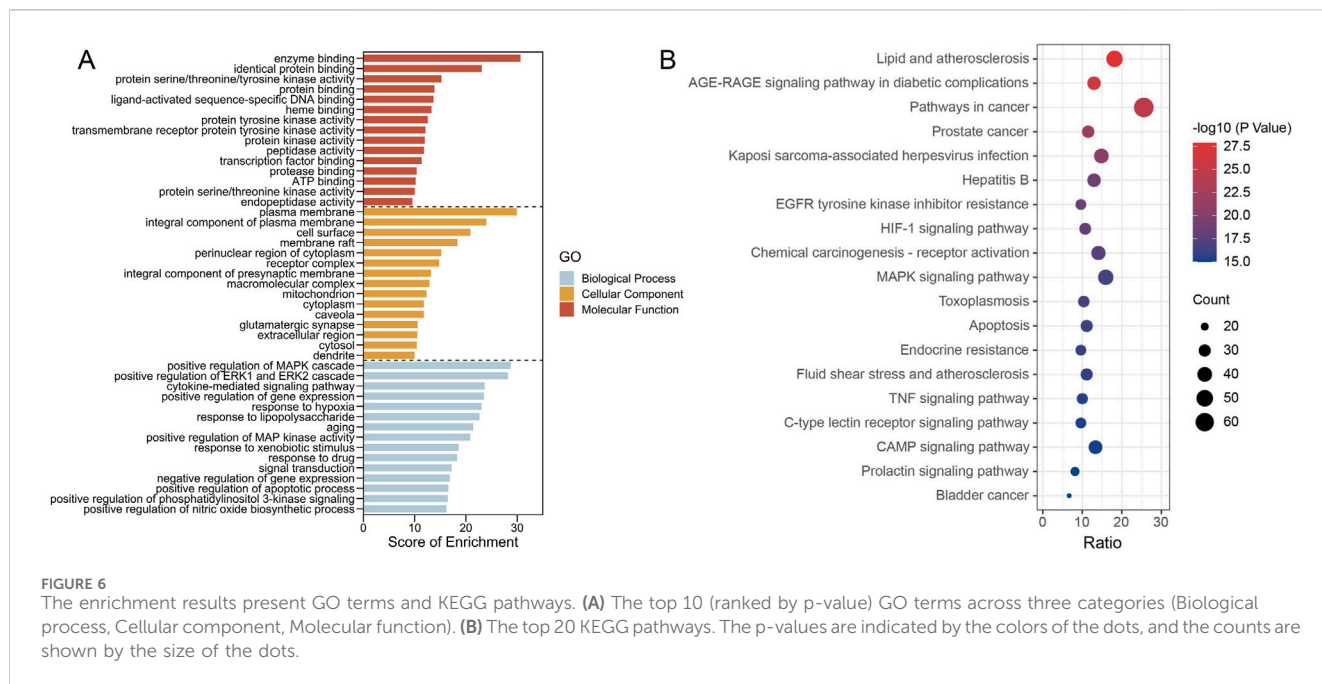 A
enzyme binding
identical protein binding
protein serine/threonine/tyrosine kinase activity
protein binding
ligand-activated sequence-specific DNA binding
heme binding
protein tyrosine kinase activity
transmembrane receptor protein tyrosine kinase activity
protein kinase activity
peptidase activity
transcription factor binding
protease binding
ATP binding
protein serine/threonine kinase activity
endopeptidase activity
plasma membrane
integral component of plasma membrane
cell surface
membrane raft
perinuclear region of cytoplasm
receptor complex
integral component of presynaptic membrane
macromolecular complex
mitochondrion
cytoplasm
caveola
glutamatergic synapse
extracellular region
cytosol
dendrite
positive regulation of MAPK cascade
positive regulation of ERK1 and ERK2 cascade
cytokine-mediated signaling pathway
positive regulation of gene expression
response to hypoxia
response to lipopolysaccharide
aging
positive regulation of MAP kinase activity
response to xenobiotic stimulus
response to drug
signal transduction
negative regulation of gene expression
positive regulation of apoptotic process
positive regulation of phosphatidylinositol 3-kinase signaling
positive regulation of nitric oxide biosynthetic process
0 10 20 30
Score of Enrichment
GO
Biological Process
Cellular Component
Molecular Function
B
Lipid and atherosclerosis
AGE-RAGE signaling pathway in diabetic complications
Pathways in cancer
Prostate cancer
Kaposi sarcoma-associated herpesvirus infection
Hepatitis B
EGFR tyrosine kinase inhibitor resistance
HIF-1 signaling pathway
Chemical carcinogenesis - receptor activation
MAPK signaling pathway
Toxoplasmosis
Apoptosis
Endocrine resistance
Fluid shear stress and atherosclerosis
TNF signaling pathway
C-type lectin receptor signaling pathway
CAMP signaling pathway
Prolactin signaling pathway
Bladder cancer
0 10 20 30
Ratio
-log10 (P Value)
27.5
25.0
22.5
20.0
17.5
15.0
Count
20
30
40
50
60
FIGURE 6
The enrichment results present GO terms and KEGG pathways. (A) The top 10 (ranked by p-value) GO terms across three categories (Biological
process, Cellular component, Molecular function). (B) The top 20 KEGG pathways. The p-values are indicated by the colors of the dots, and the counts are
shown by the size of the dots.